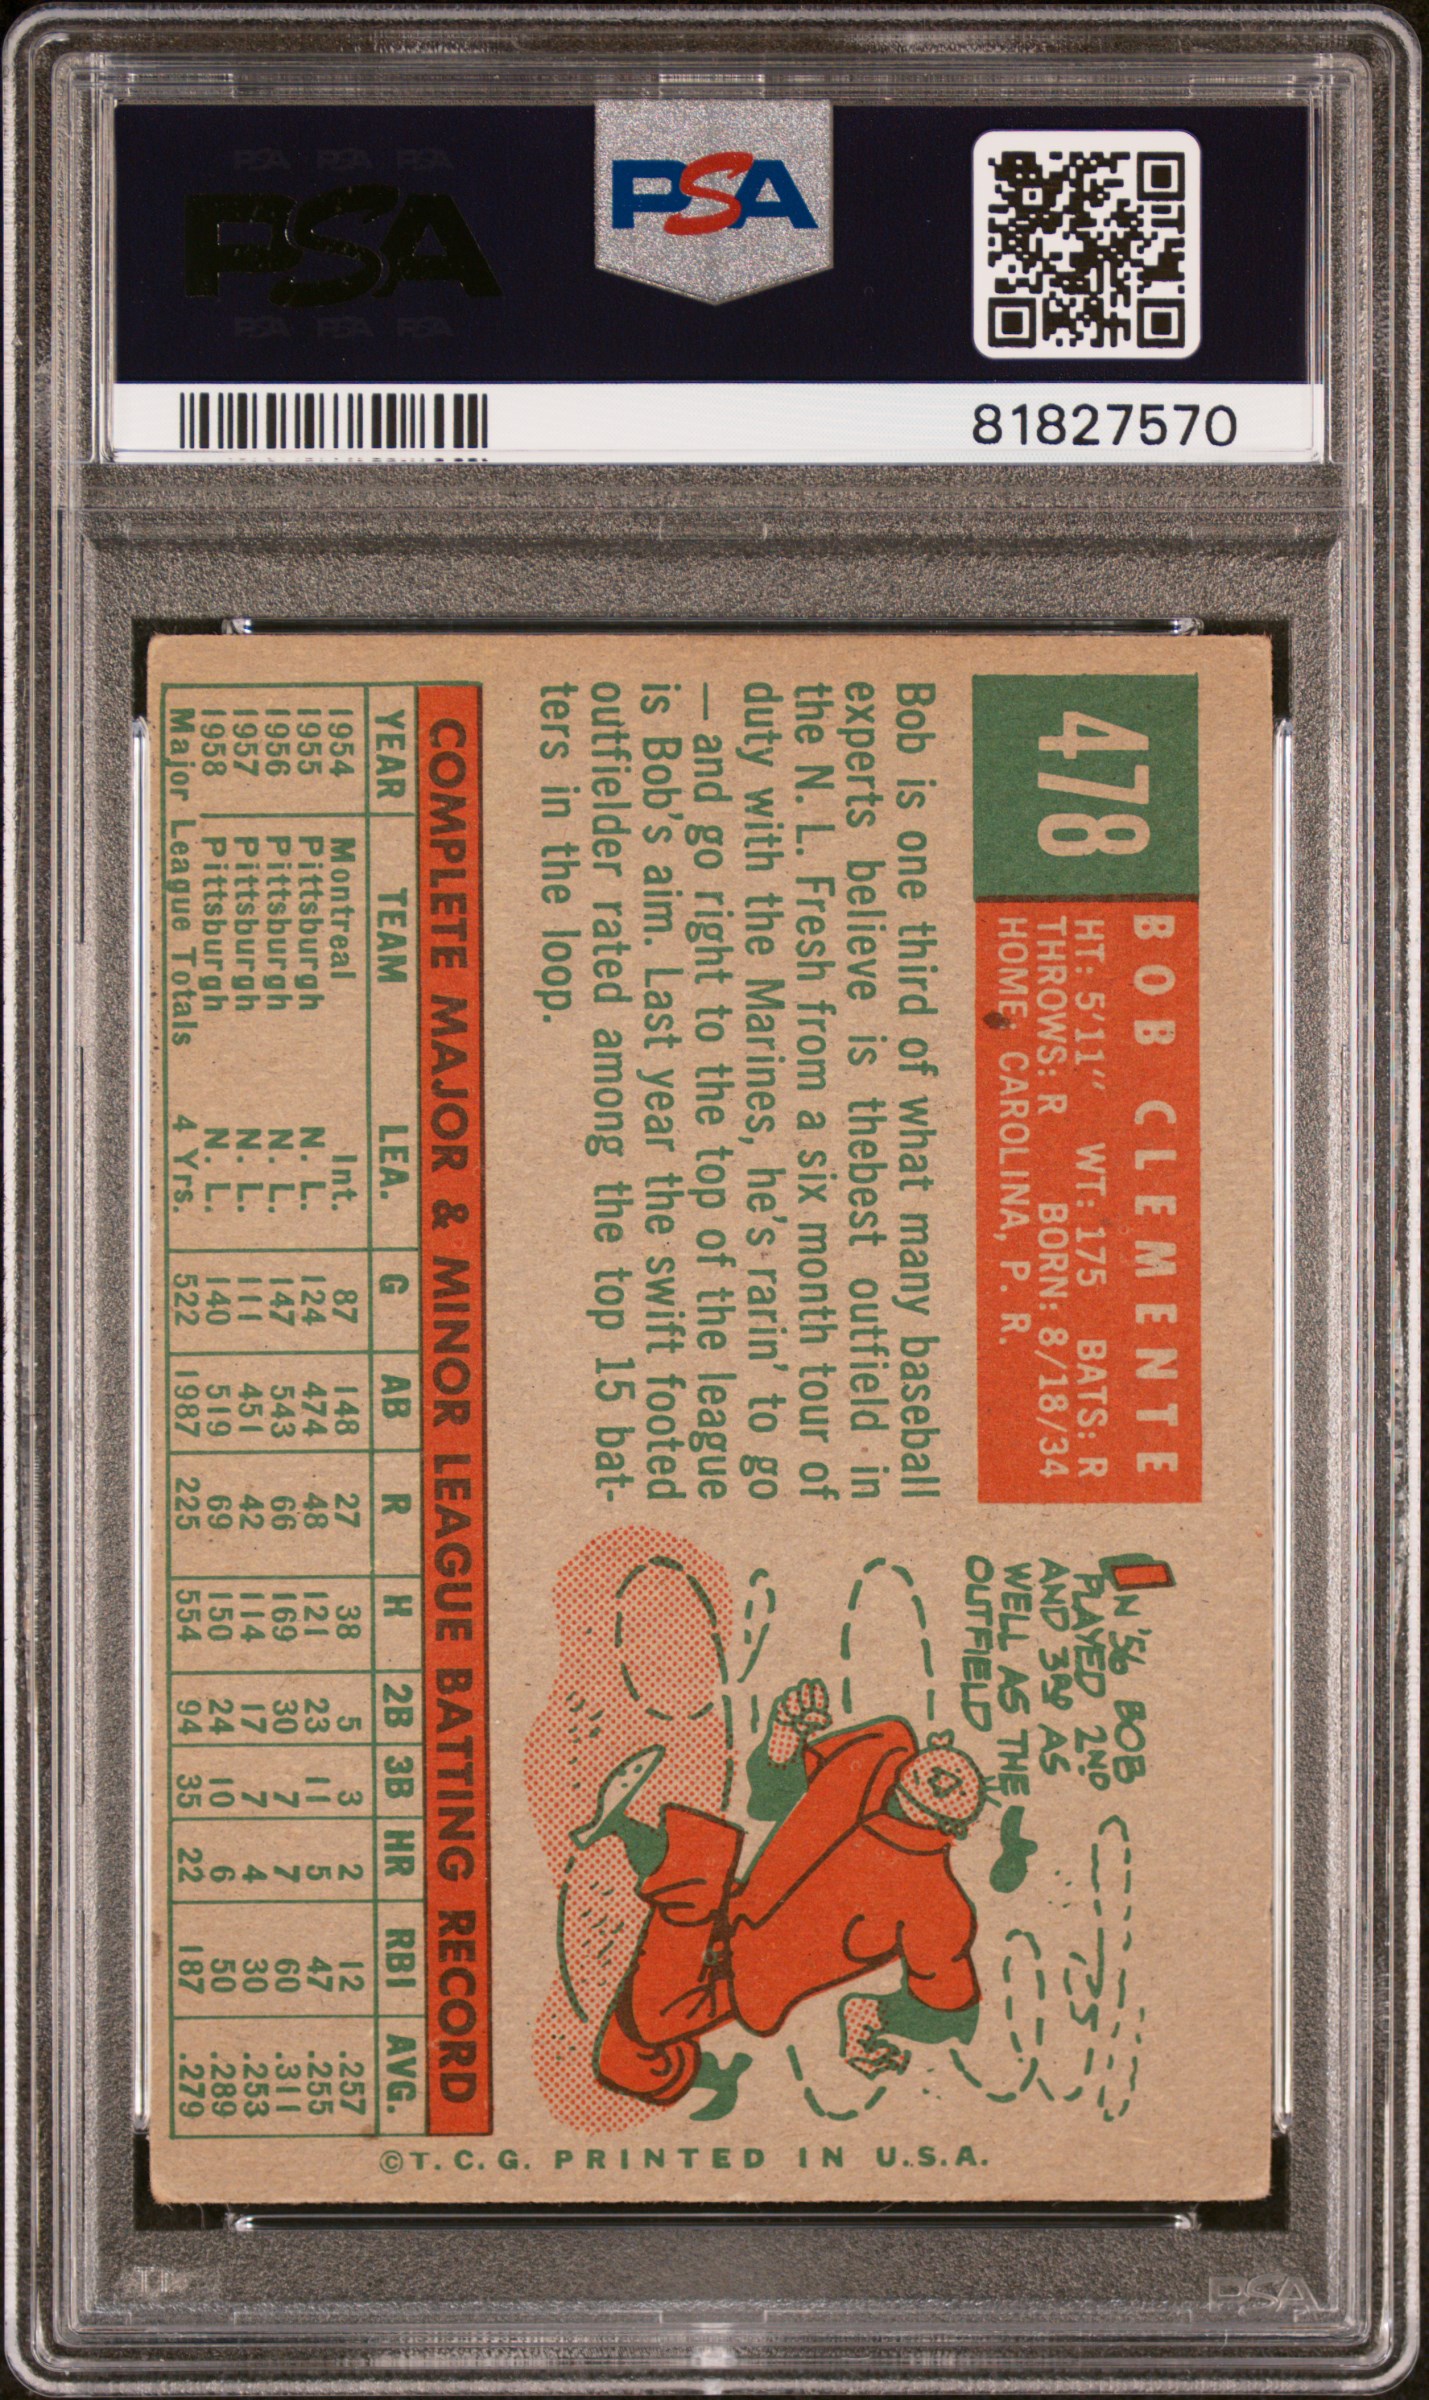 PSA PSA PSA
PSA
PSA PSA PSA
PSA
81827570
478
BOB CLEMENTE
HT: 5'11" WT: 175 BATS: R
THROWS: R BORN: 8/18/34
HOME: CAROLINA, P. R.
Bob is one third of what many baseball
experts believe is thebest outfield in
the N. L. Fresh from a six month tour of
duty with the Marines, he's rarin' to go
— and go right to the top of the league
is Bob's aim. Last year the swift footed
outfielder rated among the top 15 bat-
ters in the loop.
IN '56 BOB
PLAYED 2ND
AND 3RD AS
WELL AS THE
OUTFIELD
COMPLETE MAJOR & MINOR LEAGUE BATTING RECORD
YEAR TEAM LEA. G AB R H 2B 3B HR RBI AVG.
1954 Montreal Int. 87 148 27 38 5 3 2 12 .257
1955 Pittsburgh N. L. 124 474 48 121 23 11 5 47 .255
1956 Pittsburgh N. L. 147 543 66 169 30 7 7 60 .311
1957 Pittsburgh N. L. 111 451 42 114 17 7 4 30 .253
1958 Pittsburgh N. L. 140 519 69 150 24 10 6 50 .289
Major League Totals 4 Yrs. 522 1987 225 554 94 35 22 187 .279
©T. C. G. PRINTED IN U.S.A.
PSA